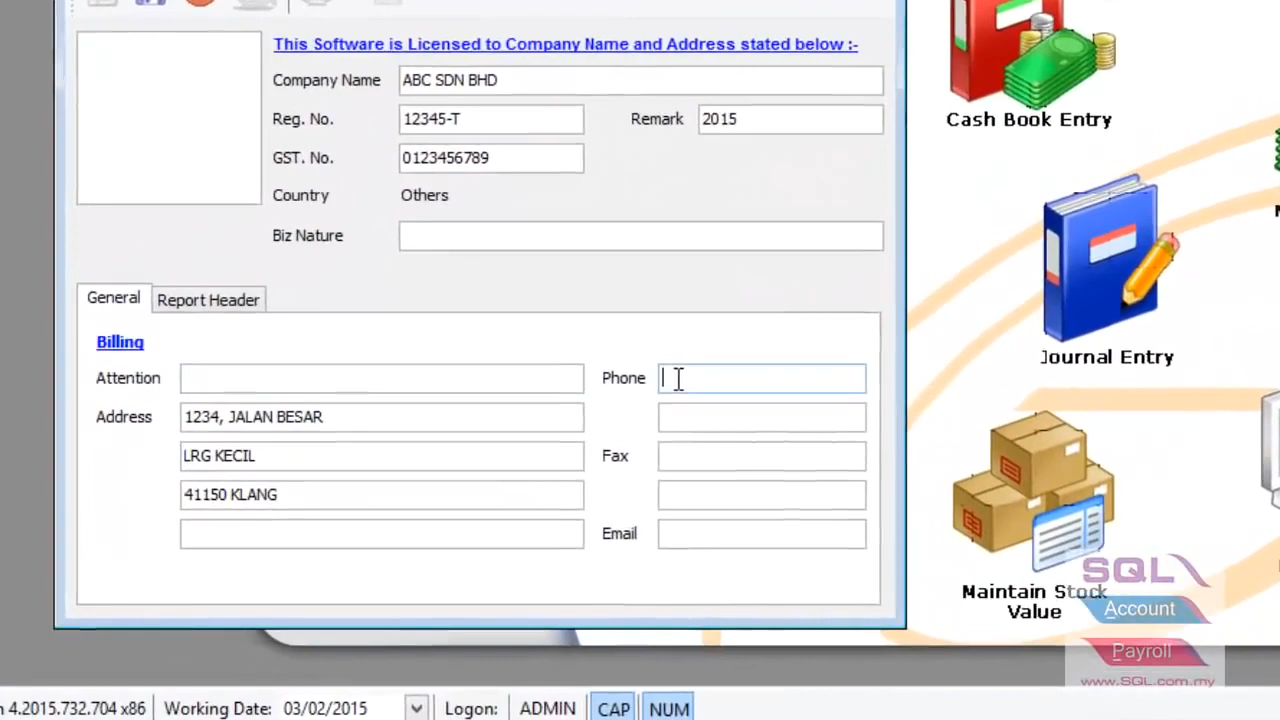 This Software is Licensed to Company Name and Address stated below :-
Company Name ABC SDN BHD
Reg. No. 12345-T Remark 2015
GST. No. 0123456789
Country Others
Biz Nature
General Report Header
Billing
Attention Phone
Address 1234, JALAN BESAR
LRG KECIL Fax
41150 KLANG
Email
Cash Book Entry
Journal Entry
Maintain Stock
Value
SQL
Account
Payroll
www.SQL.com.my
4.2015.732.704 x86 Working Date: 03/02/2015 Logon: ADMIN CAP NUM